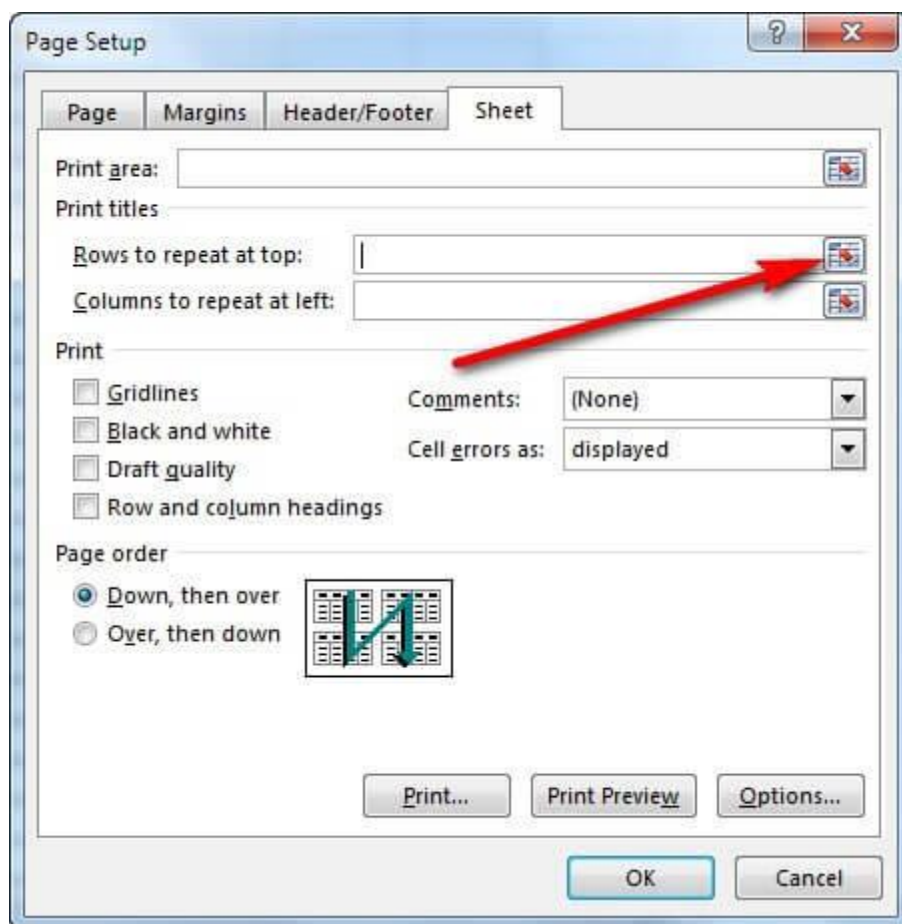 Page Setup
Page Margins Header/Footer Sheet
Print area:
Print titles
Rows to repeat at top:
Columns to repeat at left:
Print
Gridlines Comments: (None)
Black and white Cell errors as: displayed
Draft quality
Row and column headings
Page order
Down, then over
Over, then down
Print... Print Preview Options...
OK Cancel